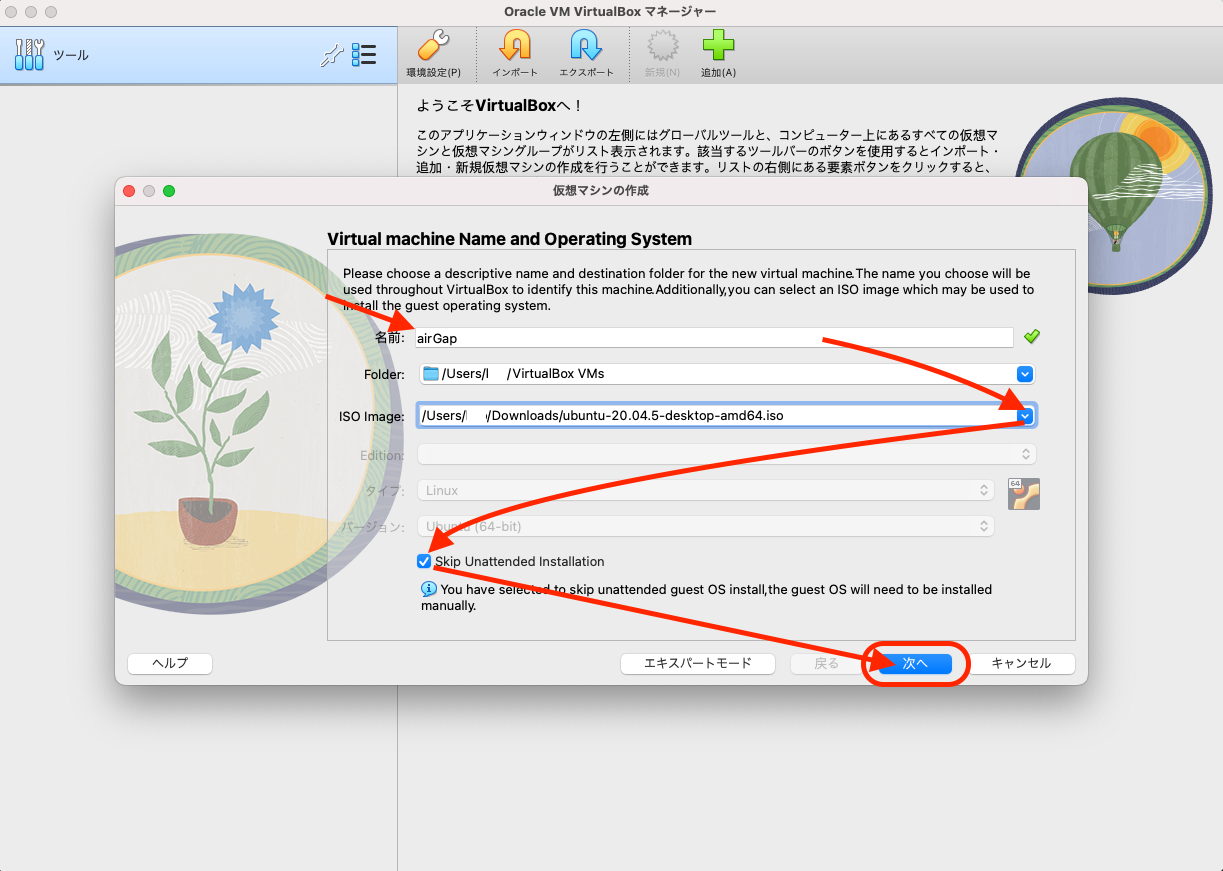 Oracle VM VirtualBox マネージャー
ツール
環境設定(P)
インポート
エクスポート
新規(N)
追加(A)
ようこそVirtualBoxへ！
このアプリケーションウィンドウの左側にはグローバルツールと、コンピューター上にあるすべての仮想マ
シンと仮想マシングループがリスト表示されます。該当するツールバーのボタンを使用するとインポート・
追加・新規仮想マシンの作成を行うことができます。リストの右側にある要素ボタンをクリックすると、
仮想マシンの作成
Virtual machine Name and Operating System
Please choose a descriptive name and destination folder for the new virtual machine.The name you choose will be
used throughout VirtualBox to identify this machine.Additionally,you can select an ISO image which may be used to
install the guest operating system.
名前: airGap
Folder: /Users/l /VirtualBox VMs
ISO Image: /Users/ /Downloads/ubuntu-20.04.5-desktop-amd64.iso
Edition:
タイプ: Linux
64
バージョン: Ubuntu (64-bit)
Skip Unattended Installation
You have selected to skip unattended guest OS install,the guest OS will need to be installed
manually.
ヘルプ
エキスパートモード
戻る
次へ
キャンセル